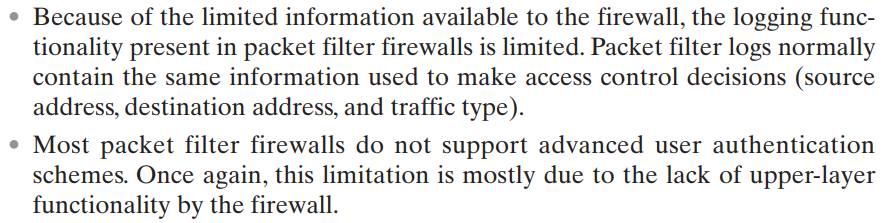 • Because of the limited information available to the firewall, the logging func-
tionality present in packet filter firewalls is limited. Packet filter logs normally
contain the same information used to make access control decisions (source
address, destination address, and traffic type).
• Most packet filter firewalls do not support advanced user authentication
schemes. Once again, this limitation is mostly due to the lack of upper-layer
functionality by the firewall.